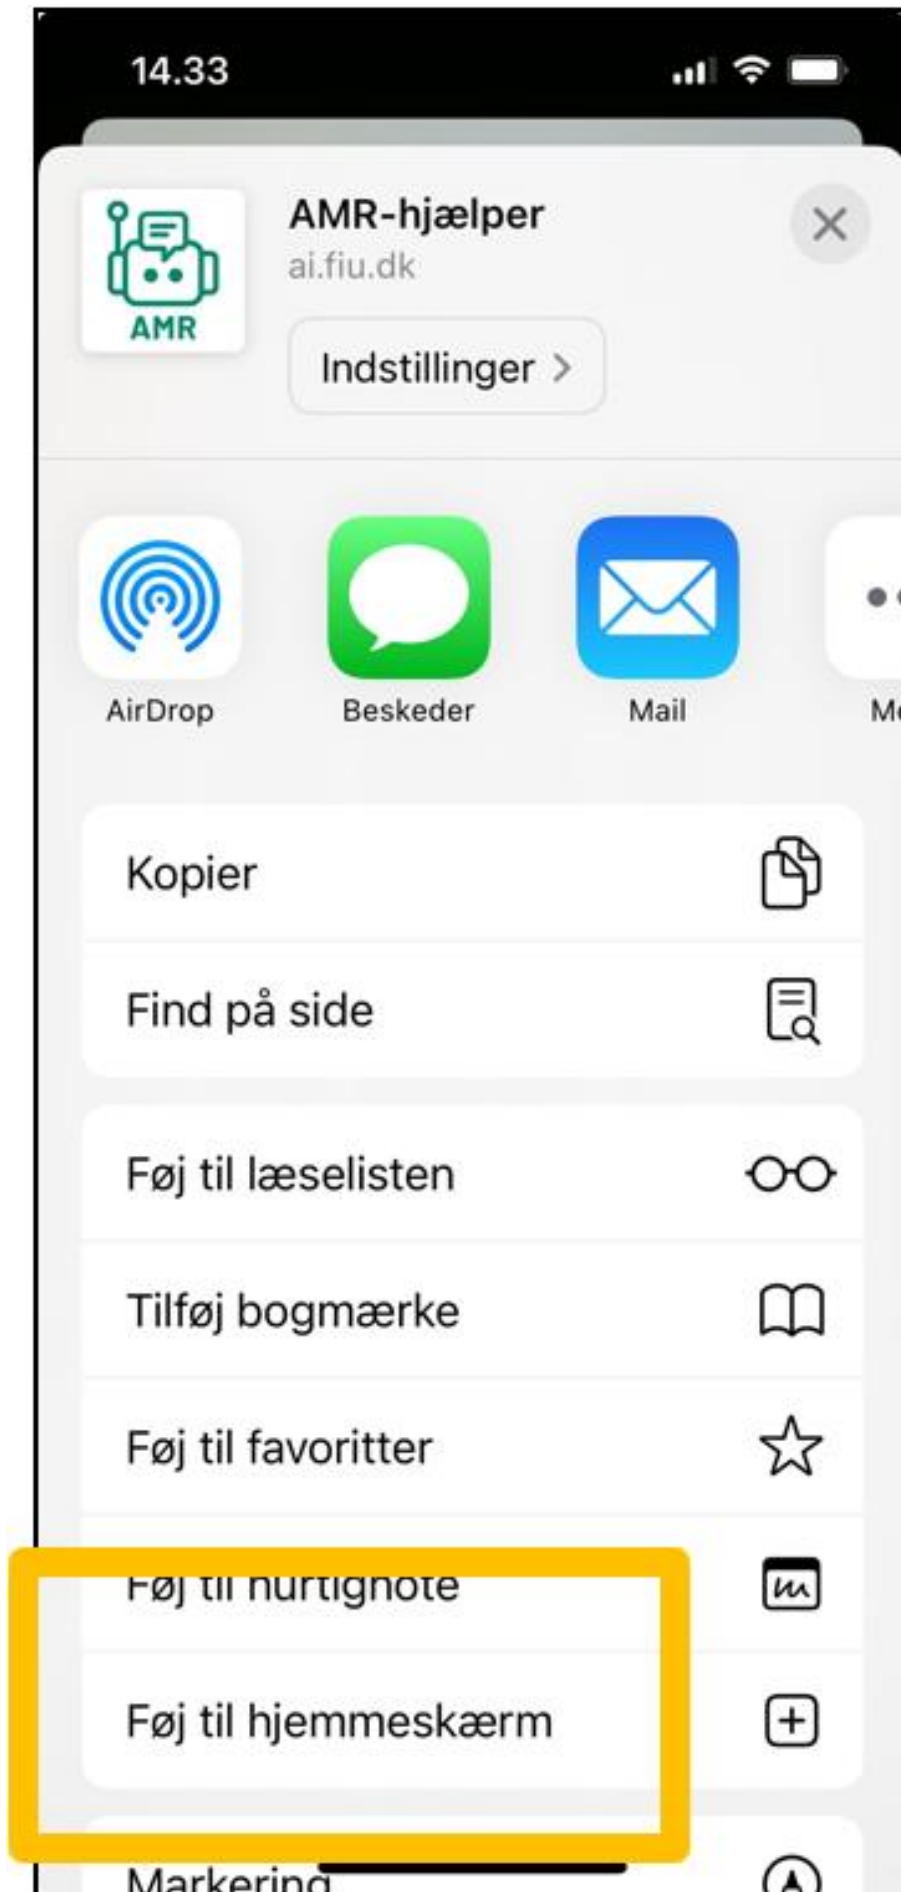 14.33
AMR-hjælper
ai.fiu.dk
AMR
Indstillinger >
AirDrop
Beskeder
Mail
Kopier
Find på side
Føj til læselisten
Tilføj bogmærke
Føj til favoritter
Føj til hurtignote
Føj til hjemmeskærm
Markering